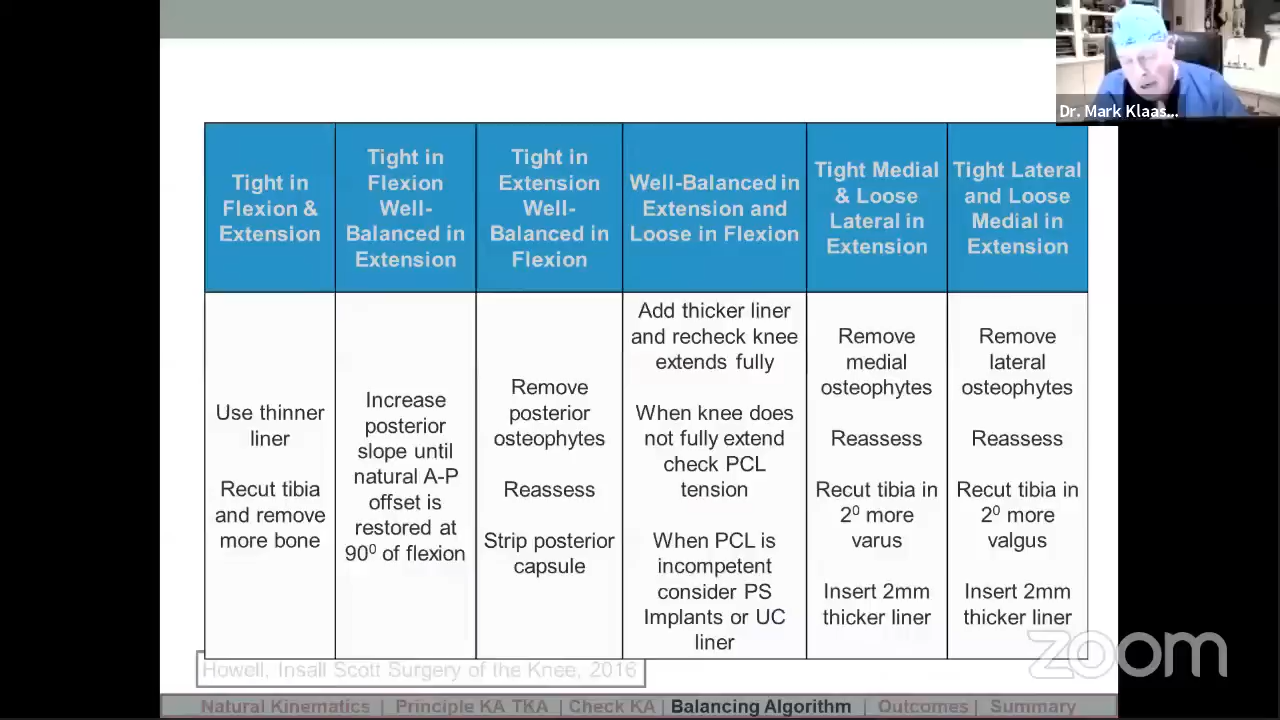 Dr. Mark Klaas...
Tight in
Flexion &
Extension
Tight in
Flexion
Well-
Balanced in
Extension
Tight in
Extension
Well-
Balanced in
Flexion
Well-Balanced in
Extension and
Loose in Flexion
Tight Medial
& Loose
Lateral in
Extension
Tight Lateral
and Loose
Medial in
Extension
Use thinner
liner
Recut tibia
and remove
more bone
Increase
posterior
slope until
natural A-P
offset is
restored at
90⁰ of flexion
Remove
posterior
osteophytes
Reassess
Strip posterior
capsule
Add thicker liner
and recheck knee
extends fully
When knee does
not fully extend
check PCL
tension
When PCL is
incompetent
consider PS
Implants or UC
liner
Remove
medial
osteophytes
Reassess
Recut tibia in
2⁰ more
varus
Insert 2mm
thicker liner
Remove
lateral
osteophytes
Reassess
Recut tibia in
2⁰ more
valgus
Insert 2mm
thicker liner
zoom
Howell, Insall Scott Surgery of the Knee, 2016
Natural Kinematics | Principle KA TKA | Check KA | Balancing Algorithm | Outcomes | Summary